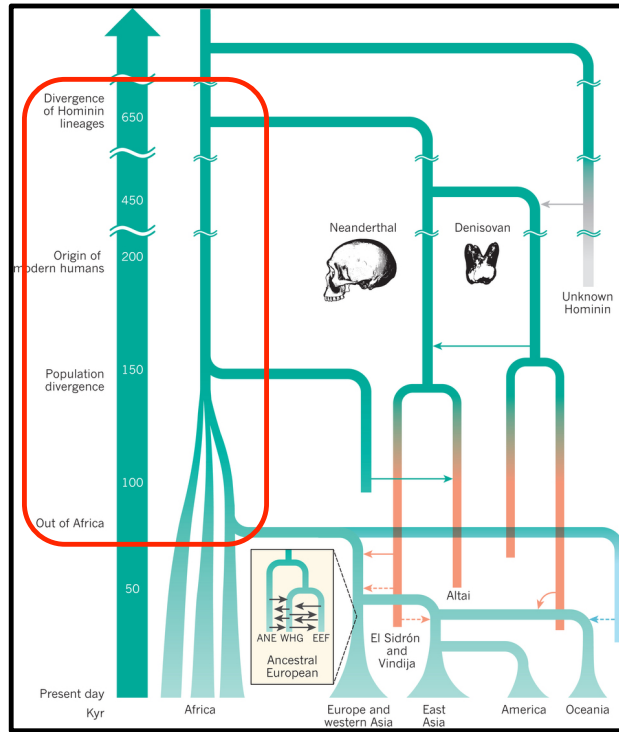 Divergence
of Hominin
lineages
650
450
Neanderthal
Denisovan
Origin of
modern humans
200
Unknown
Hominin
Population
divergence
150
100
Out of Africa
50
ANE WHG EEF
Ancestral
European
Altai
El Sidrón
and
Vindija
Present day
Kyr
Africa
Europe and
western Asia
East
Asia
America
Oceania